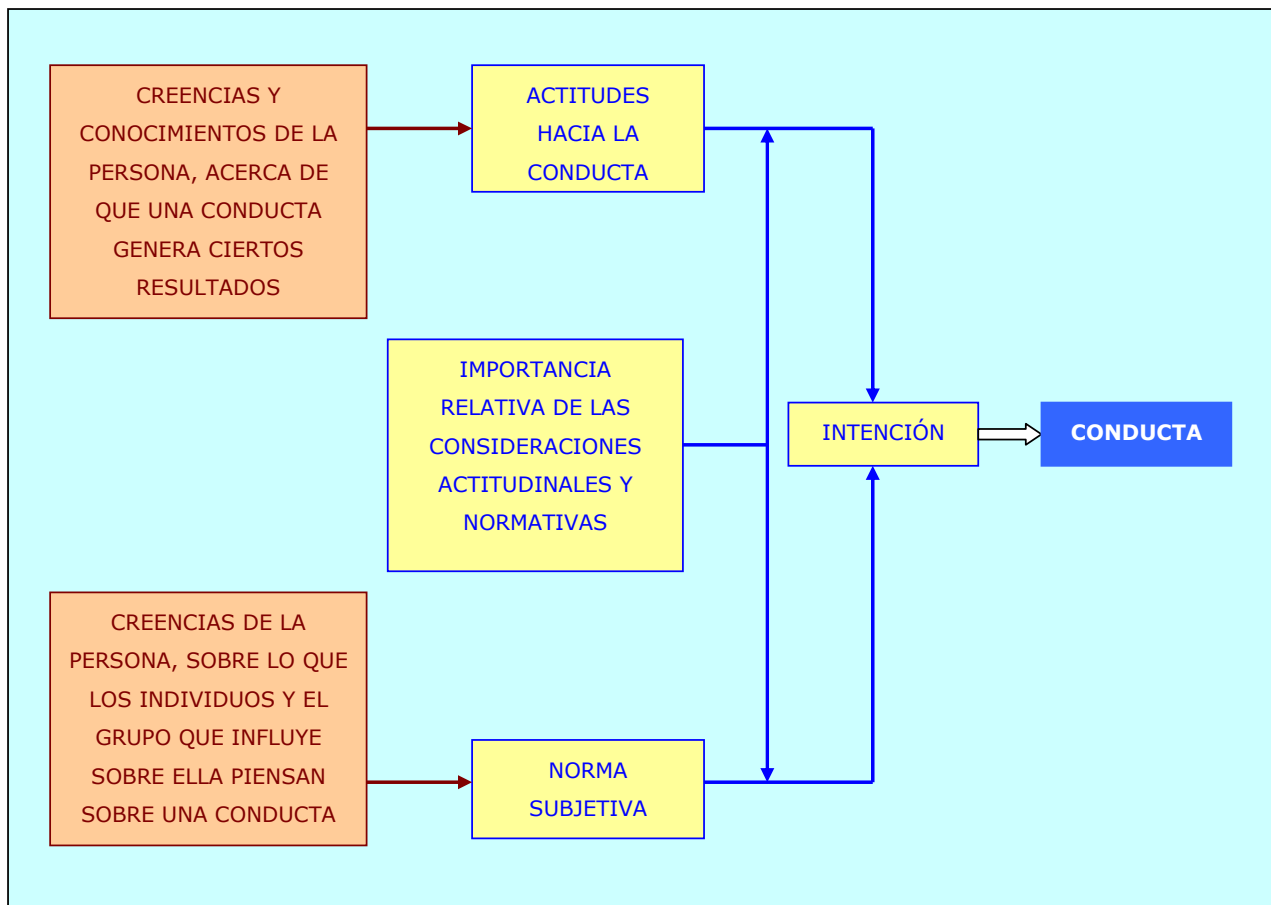 CREENCIAS Y
CONOCIMIENTOS DE LA
PERSONA, ACERCA DE
QUE UNA CONDUCTA
GENERA CIERTOS
RESULTADOS
ACTITUDES
HACIA LA
CONDUCTA
IMPORTANCIA
RELATIVA DE LAS
CONSIDERACIONES
ACTITUDINALES Y
NORMATIVAS
INTENCIÓN
CONDUCTA
CREENCIAS DE LA
PERSONA, SOBRE LO QUE
LOS INDIVIDUOS Y EL
GRUPO QUE INFLUYE
SOBRE ELLA PIENSAN
SOBRE UNA CONDUCTA
NORMA
SUBJETIVA